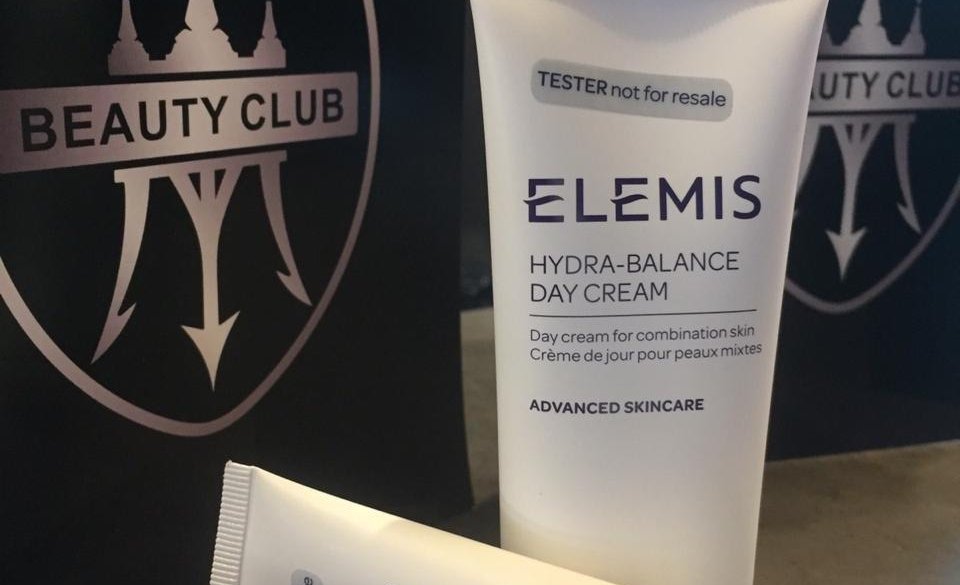 BEAUTY CLUB
TESTER not for resale
ELEMIS
HYDRA-BALANCE
DAY CREAM
Day cream for combination skin
Crème de jour pour peaux mixtes
ADVANCED SKINCARE
CLUB